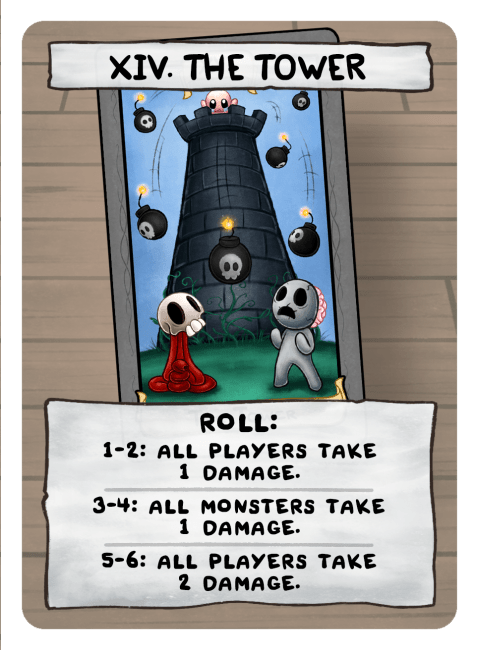 XIV. THE TOWER
ROLL:
1-2: ALL PLAYERS TAKE
1 DAMAGE.
3-4: ALL MONSTERS TAKE
1 DAMAGE.
5-6: ALL PLAYERS TAKE
2 DAMAGE.